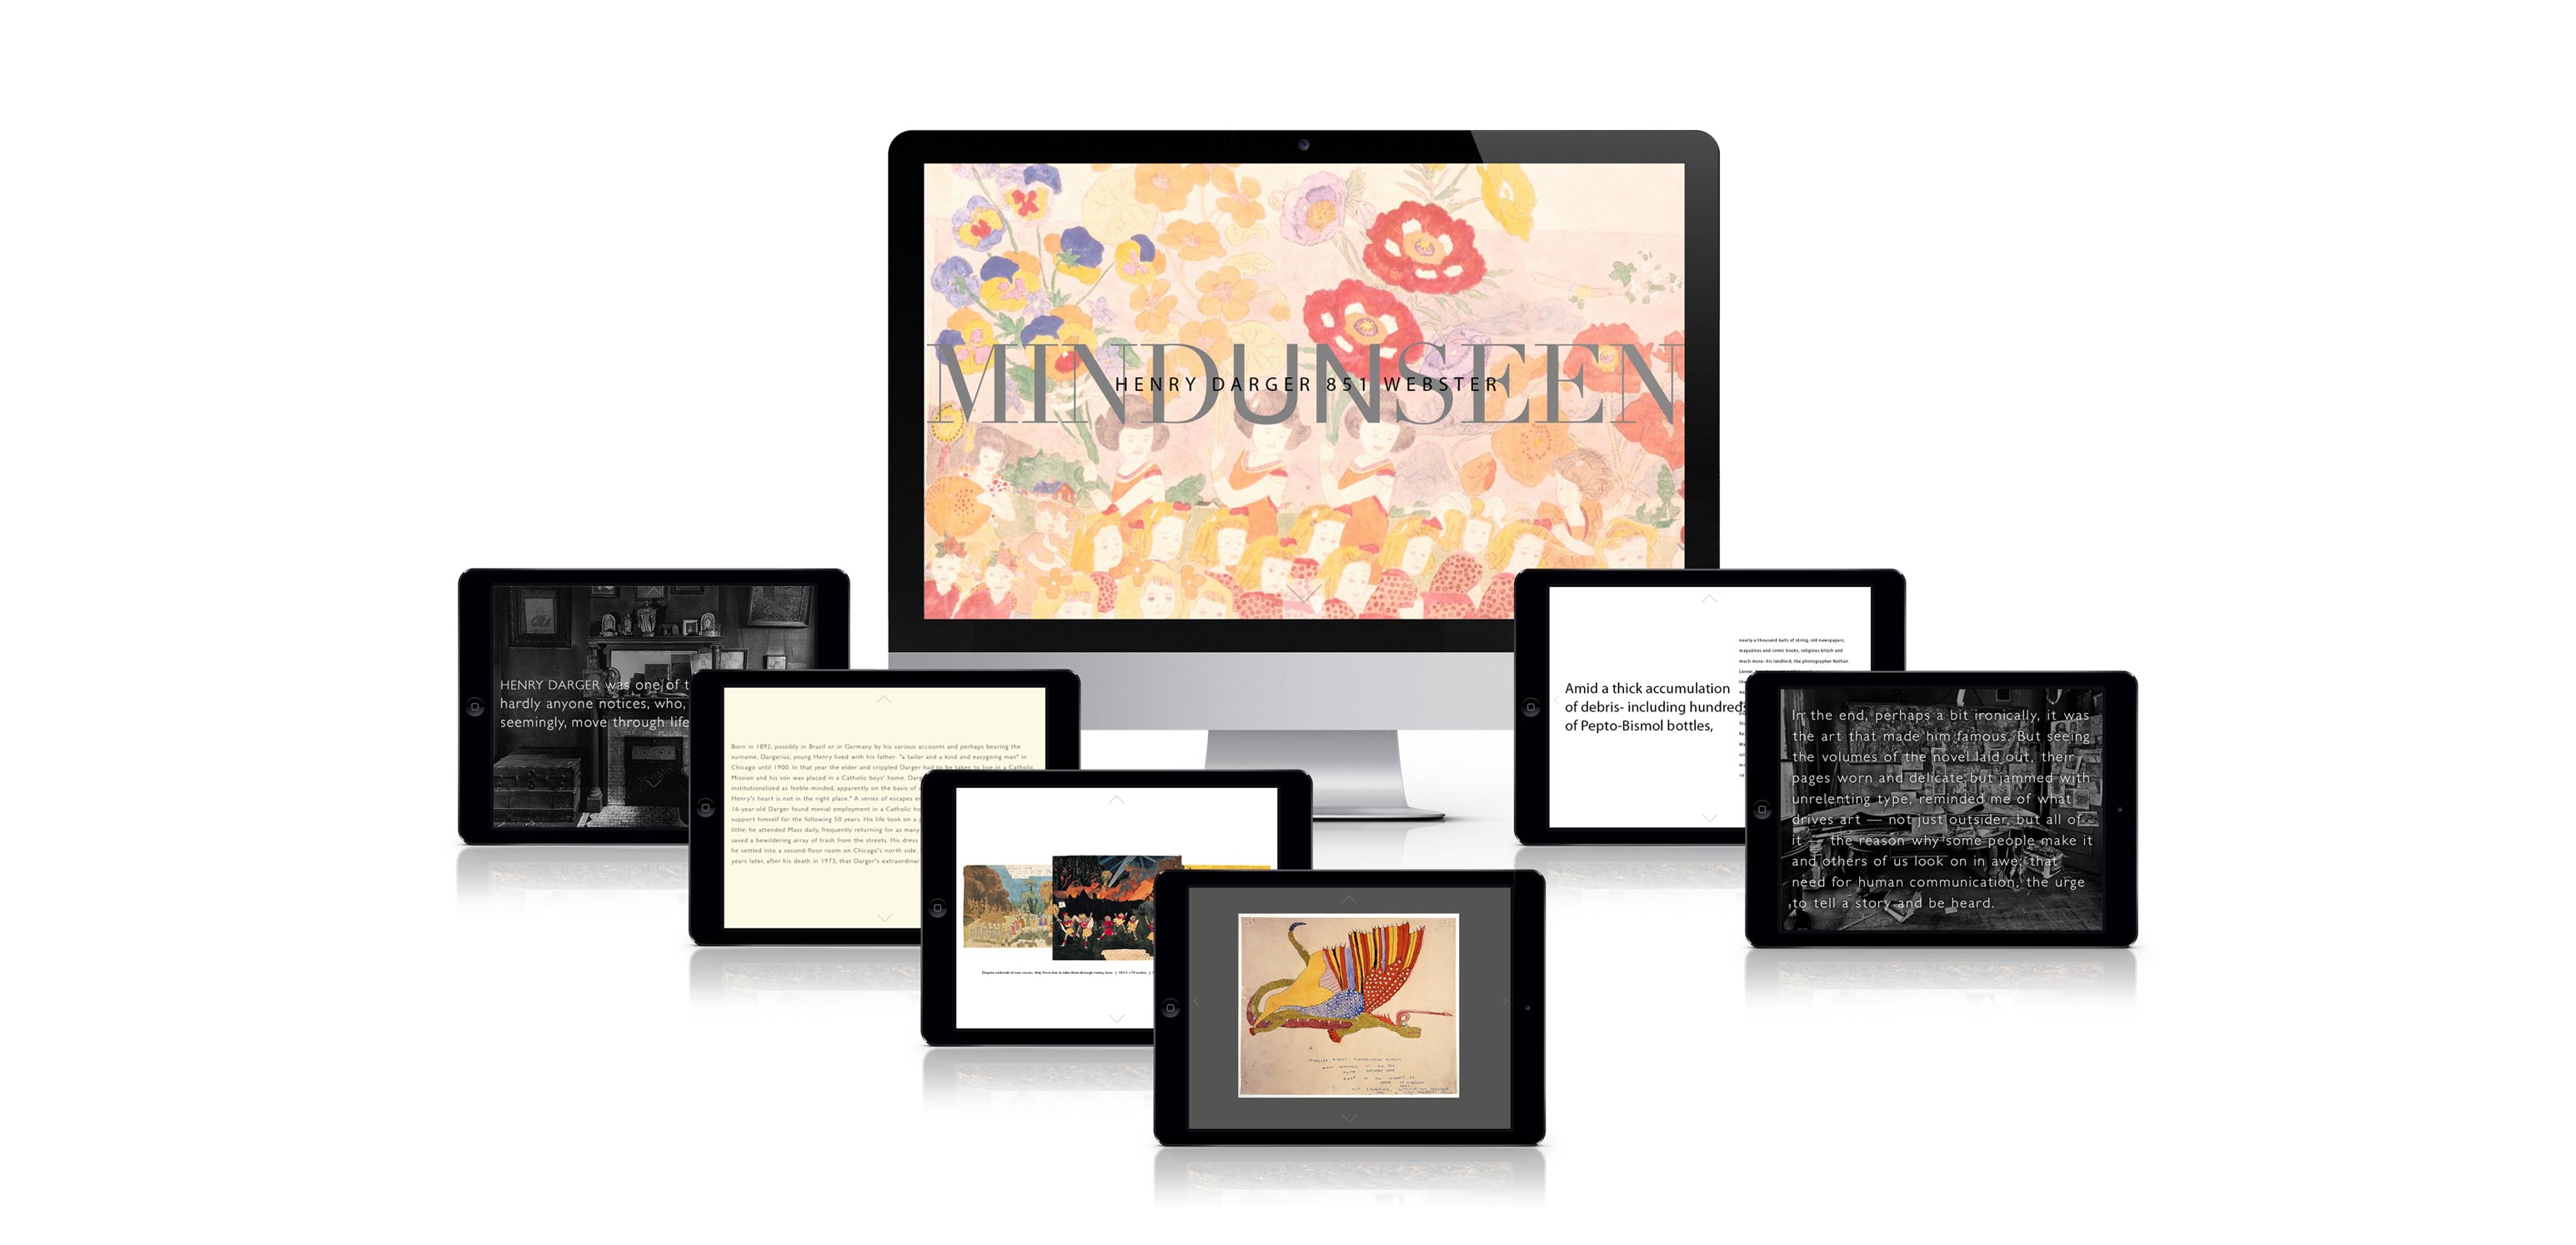 MINDUNSEEN
HENRY DARGER 851 WEBSTER
HENRY DARGER was one of t
hardly anyone notices, who,
seemingly, move through life
Born in 1892, possibly in Brazil or in Germany by his various accounts and perhaps bearing the
surname, Dargarius, young Henry lived with his father- "a tailor and a kind and easygoing man" in
Chicago until 1900. In that year the elder and crippled Darger had to be taken to live in a Catholic
Mission and his son was placed in a Catholic boys' home. Darg
institutionalized as feeble-minded, apparently on the basis of
Henry's heart is not in the right place." A series of escapes en
16-year-old Darger found menial employment in a Catholic ho
support himself for the following 50 years. His life took on a
little: he attended Mass daily, frequently returning for as many
saved a bewildering array of trash from the streets. His dress
he settled into a second-floor room on Chicago's north side.
years later, after his death in 1973, that Darger's extraordinar
Amid a thick accumulation
of debris- including hundreds
of Pepto-Bismol bottles,
nearly a thousand balls of string, old newspapers,
magazines and comic books, religious kitsch and
much more- his landlord, the photographer Nathan
In the end, perhaps a bit ironically, it was
the art that made him famous. But seeing
the volumes of the novel laid out, their
pages worn and delicate but jammed with
unrelenting type, reminded me of what
drives art — not just outsider, but all of
it — the reason why some people make it
and others of us look on in awe: that
need for human communication, the urge
to tell a story and be heard.